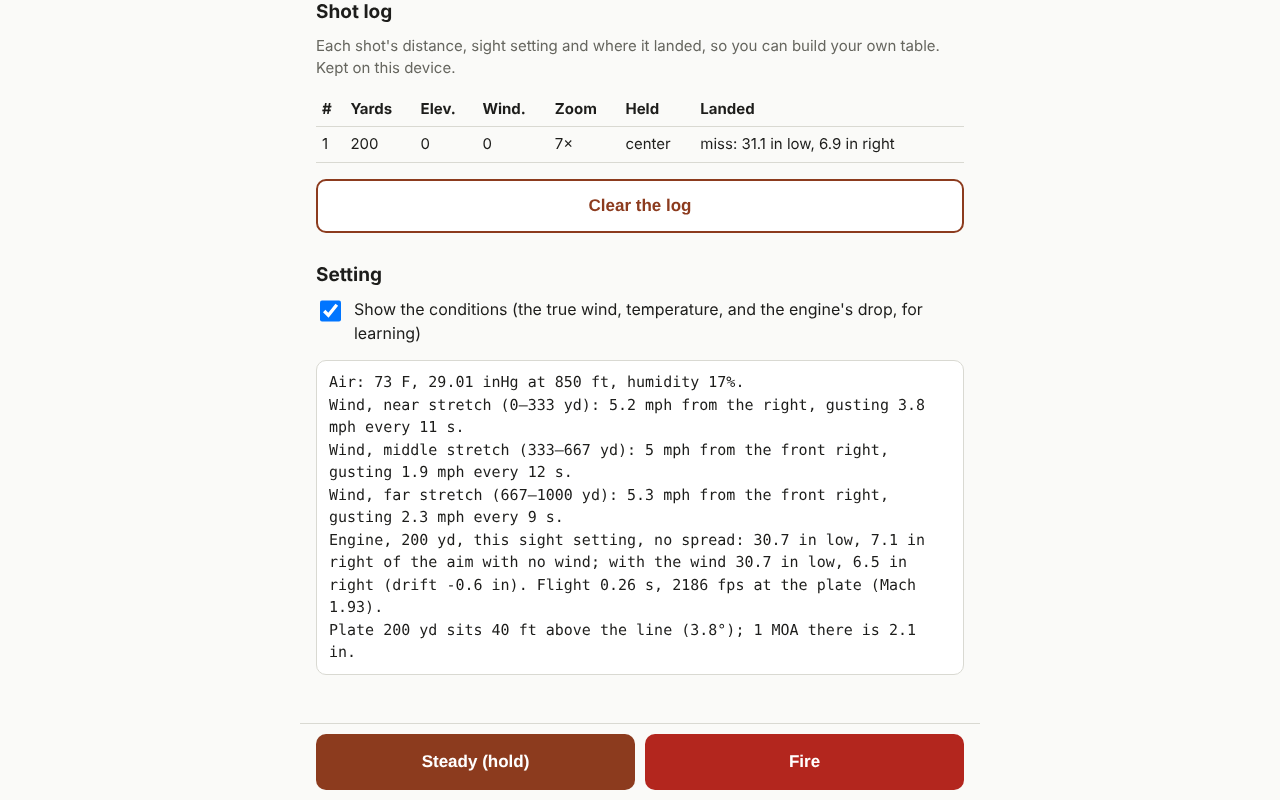 Shot log
Each shot's distance, sight setting and where it landed, so you can build your own table.
Kept on this device.
# Yards Elev. Wind. Zoom Held Landed
1 200 0 0 7× center miss: 31.1 in low, 6.9 in right
Clear the log
Setting
Show the conditions (the true wind, temperature, and the engine's drop, for
learning)
Air: 73 F, 29.01 inHg at 850 ft, humidity 17%.
Wind, near stretch (0–333 yd): 5.2 mph from the right, gusting 3.8
mph every 11 s.
Wind, middle stretch (333–667 yd): 5 mph from the front right,
gusting 1.9 mph every 12 s.
Wind, far stretch (667–1000 yd): 5.3 mph from the front right,
gusting 2.3 mph every 9 s.
Engine, 200 yd, this sight setting, no spread: 30.7 in low, 7.1 in
right of the aim with no wind; with the wind 30.7 in low, 6.5 in
right (drift -0.6 in). Flight 0.26 s, 2186 fps at the plate (Mach
1.93).
Plate 200 yd sits 40 ft above the line (3.8°); 1 MOA there is 2.1
in.
Steady (hold)
Fire